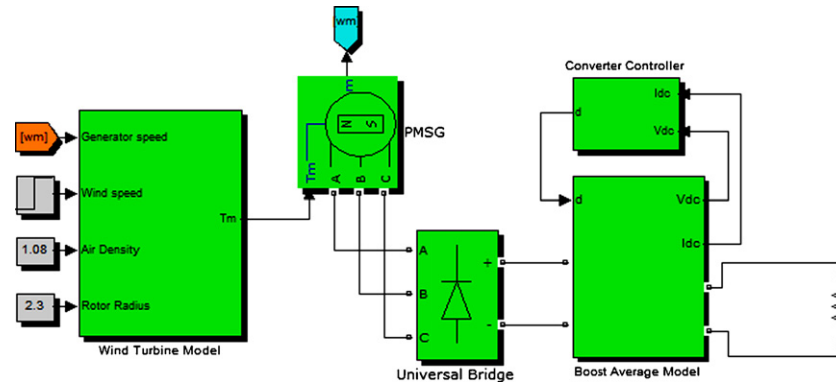 wm
Converter Controller
Idc
d
Vdc
m
N S
Tm
A B C
PMSG
[wm]
Generator speed
Wind speed
Tm
1.08
Air Density
2.3
Rotor Radius
Wind Turbine Model
A
+
B
-
C
Universal Bridge
d
Vdc
Idc
Boost Average Model